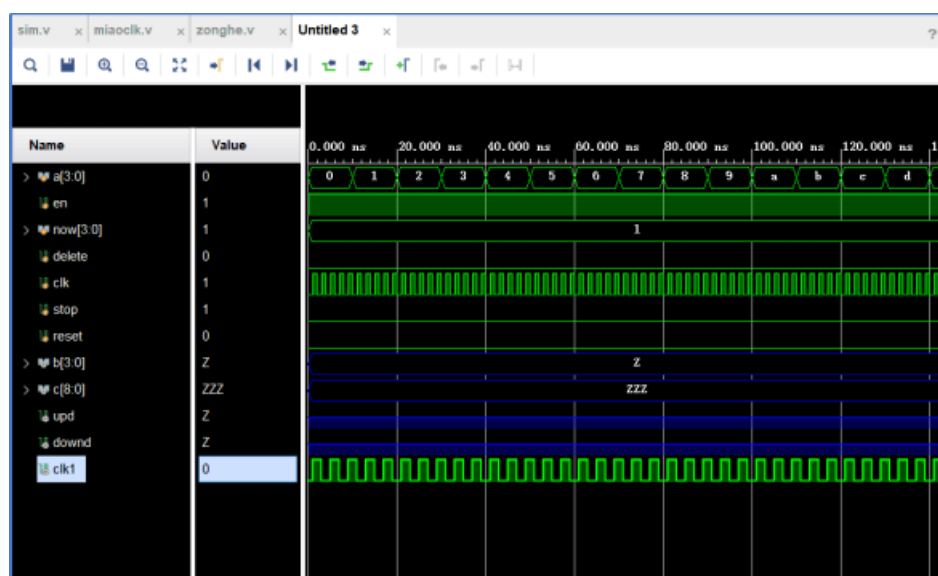 sim.v × miaoclk.v × zonghe.v × Untitled 3 ×
?
Name Value 0.000 ns 20.000 ns 40.000 ns 60.000 ns 80.000 ns 100.000 ns 120.000 ns 1
> a[3:0] 0 0 1 2 3 4 5 6 7 8 9 a b c d
en 1
> now[3:0] 1 1
delete 0
clk 1
stop 1
reset 0
> b[3:0] Z Z
> c[8:0] ZZZ ZZZ
upd Z
downd Z
clk1 0